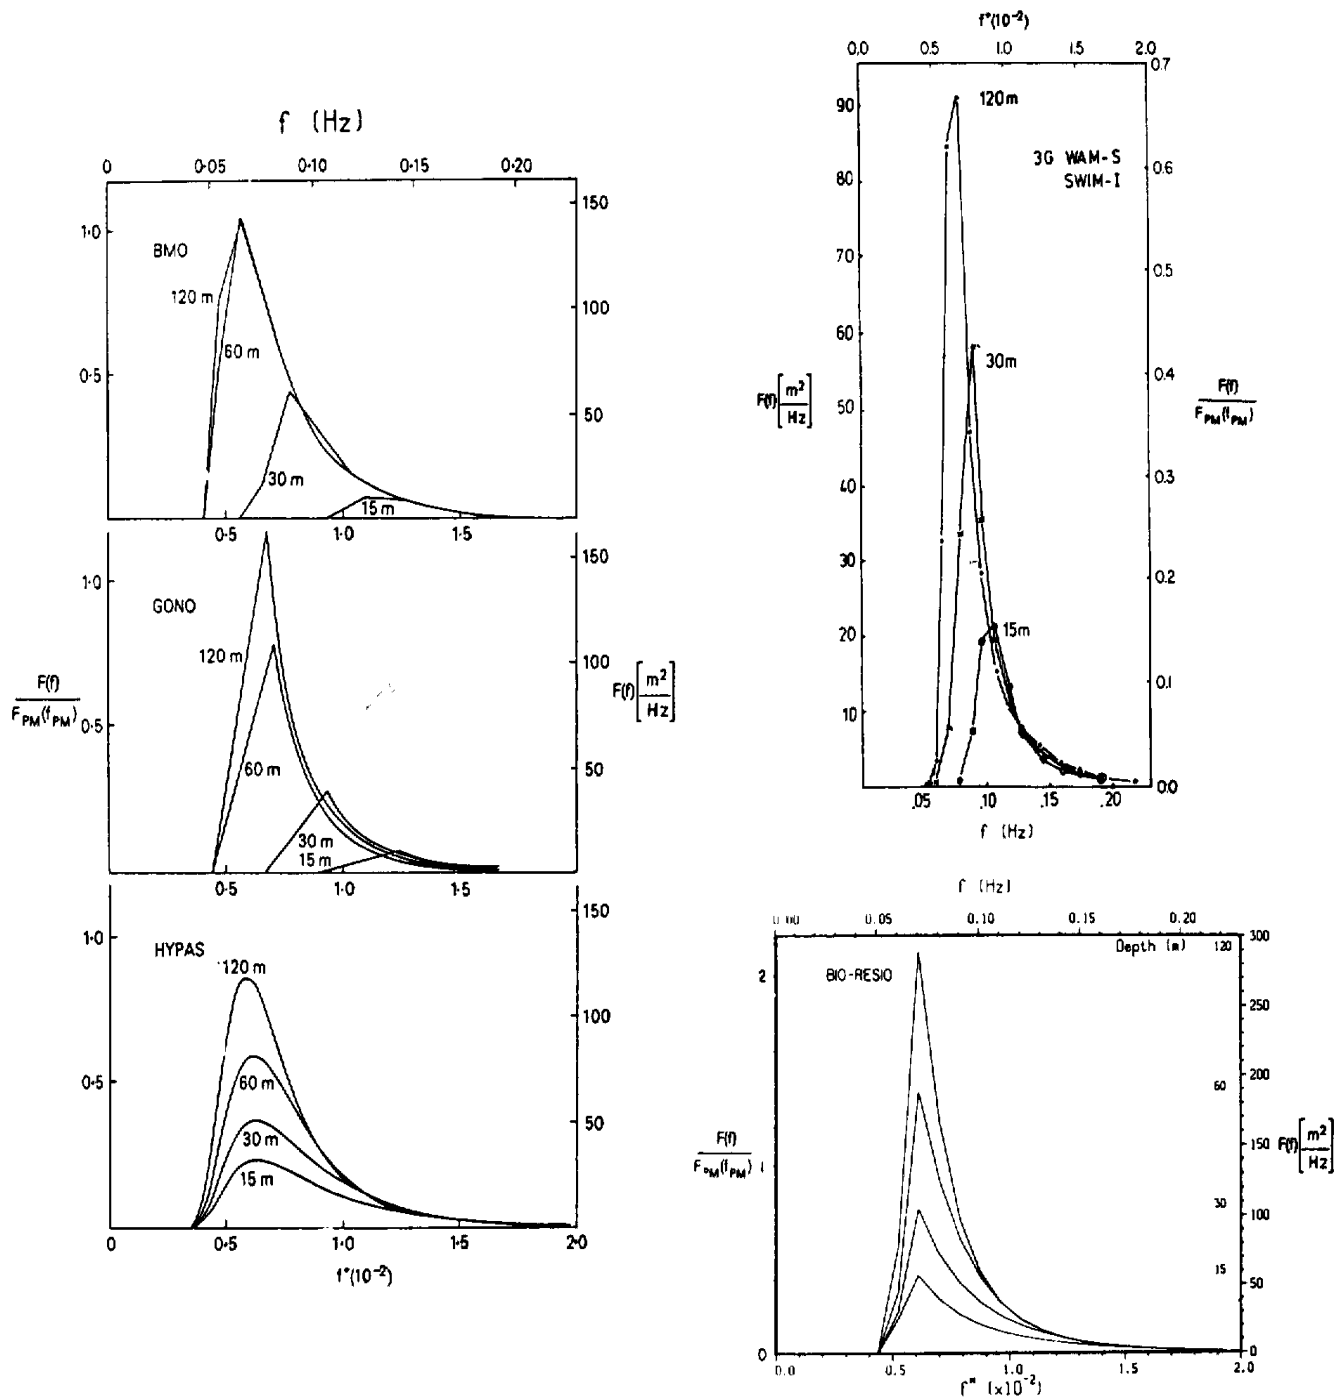 f (Hz)
0 0·05 0·10 0·15 0·20
1·0
0·5
150
100
50
BMO
120 m
60 m
30 m
15 m
0·5 1·0 1·5
GONO
1·0
0·5
150
100
50
120 m
60 m
30 m
15 m
F(f)
F_PM(f_PM)
F(f) [m²/Hz]
0·5 1·0 1·5
HYPAS
1·0
0·5
150
100
50
120 m
60 m
30 m
15 m
0 0·5 1·0 1·5 2·0
f*(10⁻²)
f*(10⁻²)
0.0 0.5 1.0 1.5 2.0
90
80
70
60
50
40
30
20
10
0.7
0.6
0.5
0.4
0.3
0.2
0.1
0.0
120m
3G WAM-S
SWIM-I
30m
15m
F(f) [m²/Hz]
F(f)
F_PM(f_PM)
.05 .10 .15 .20
f (Hz)
f (Hz)
0.00 0.05 0.10 0.15 0.20
Depth (m) 120
BIO-RESIO
60
30
15
2
1
0
300
250
200
150
100
50
0
F(f)
F_PM(f_PM)
F(f) [m²/Hz]
0.0 0.5 1.0 1.5 2.0
f* (x10⁻²)